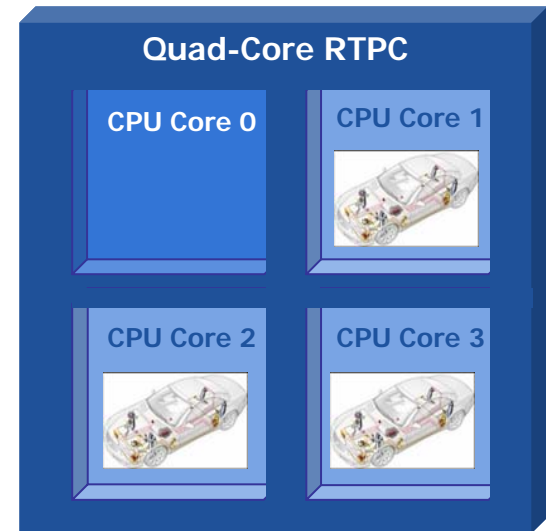 Quad-Core RTPC
CPU Core 0
CPU Core 1
CPU Core 2
CPU Core 3